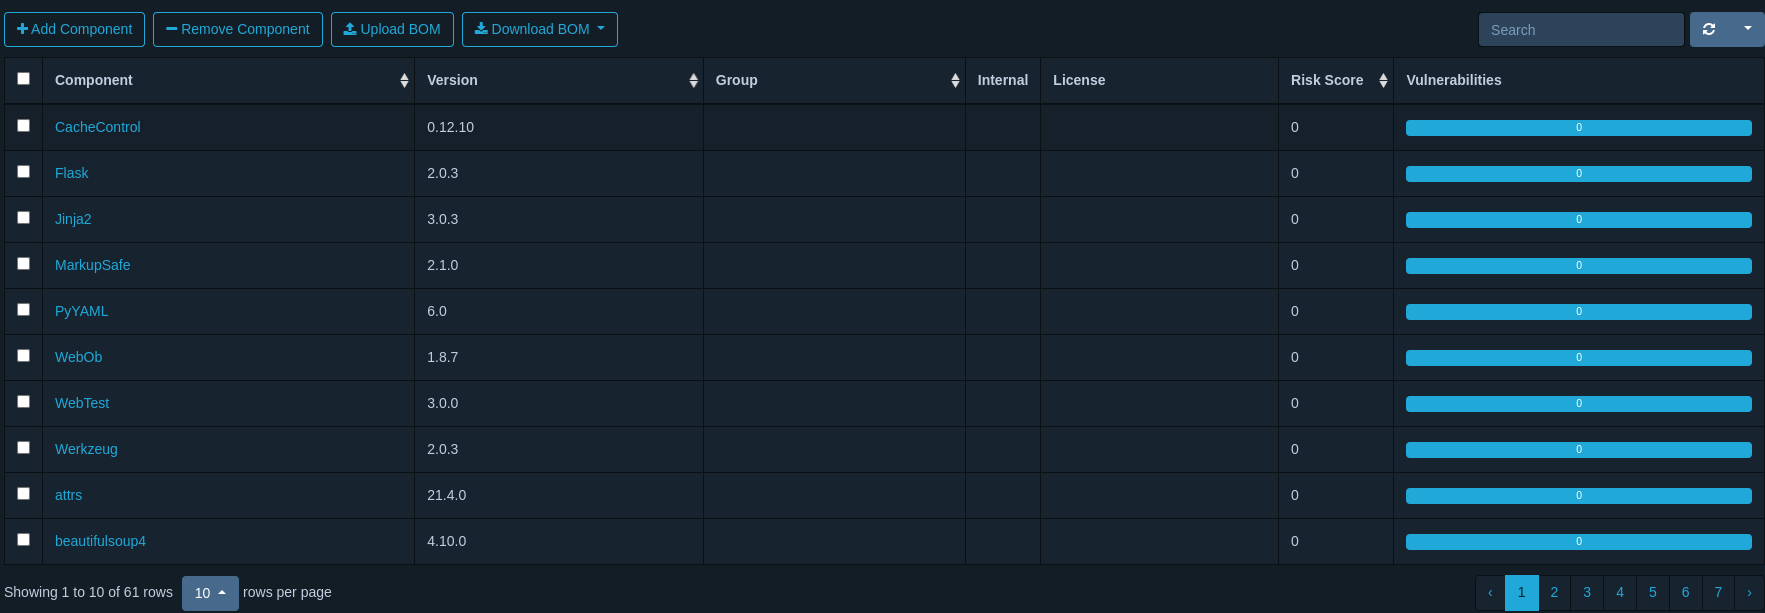 Add Component Remove Component Upload BOM Download BOM Search
Component Version Group Internal License Risk Score Vulnerabilities
CacheControl 0.12.10 0 0
Flask 2.0.3 0 0
Jinja2 3.0.3 0 0
MarkupSafe 2.1.0 0 0
PyYAML 6.0 0 0
WebOb 1.8.7 0 0
WebTest 3.0.0 0 0
Werkzeug 2.0.3 0 0
attrs 21.4.0 0 0
beautifulsoup4 4.10.0 0 0
Showing 1 to 10 of 61 rows 10 rows per page ‹ 1 2 3 4 5 6 7 ›